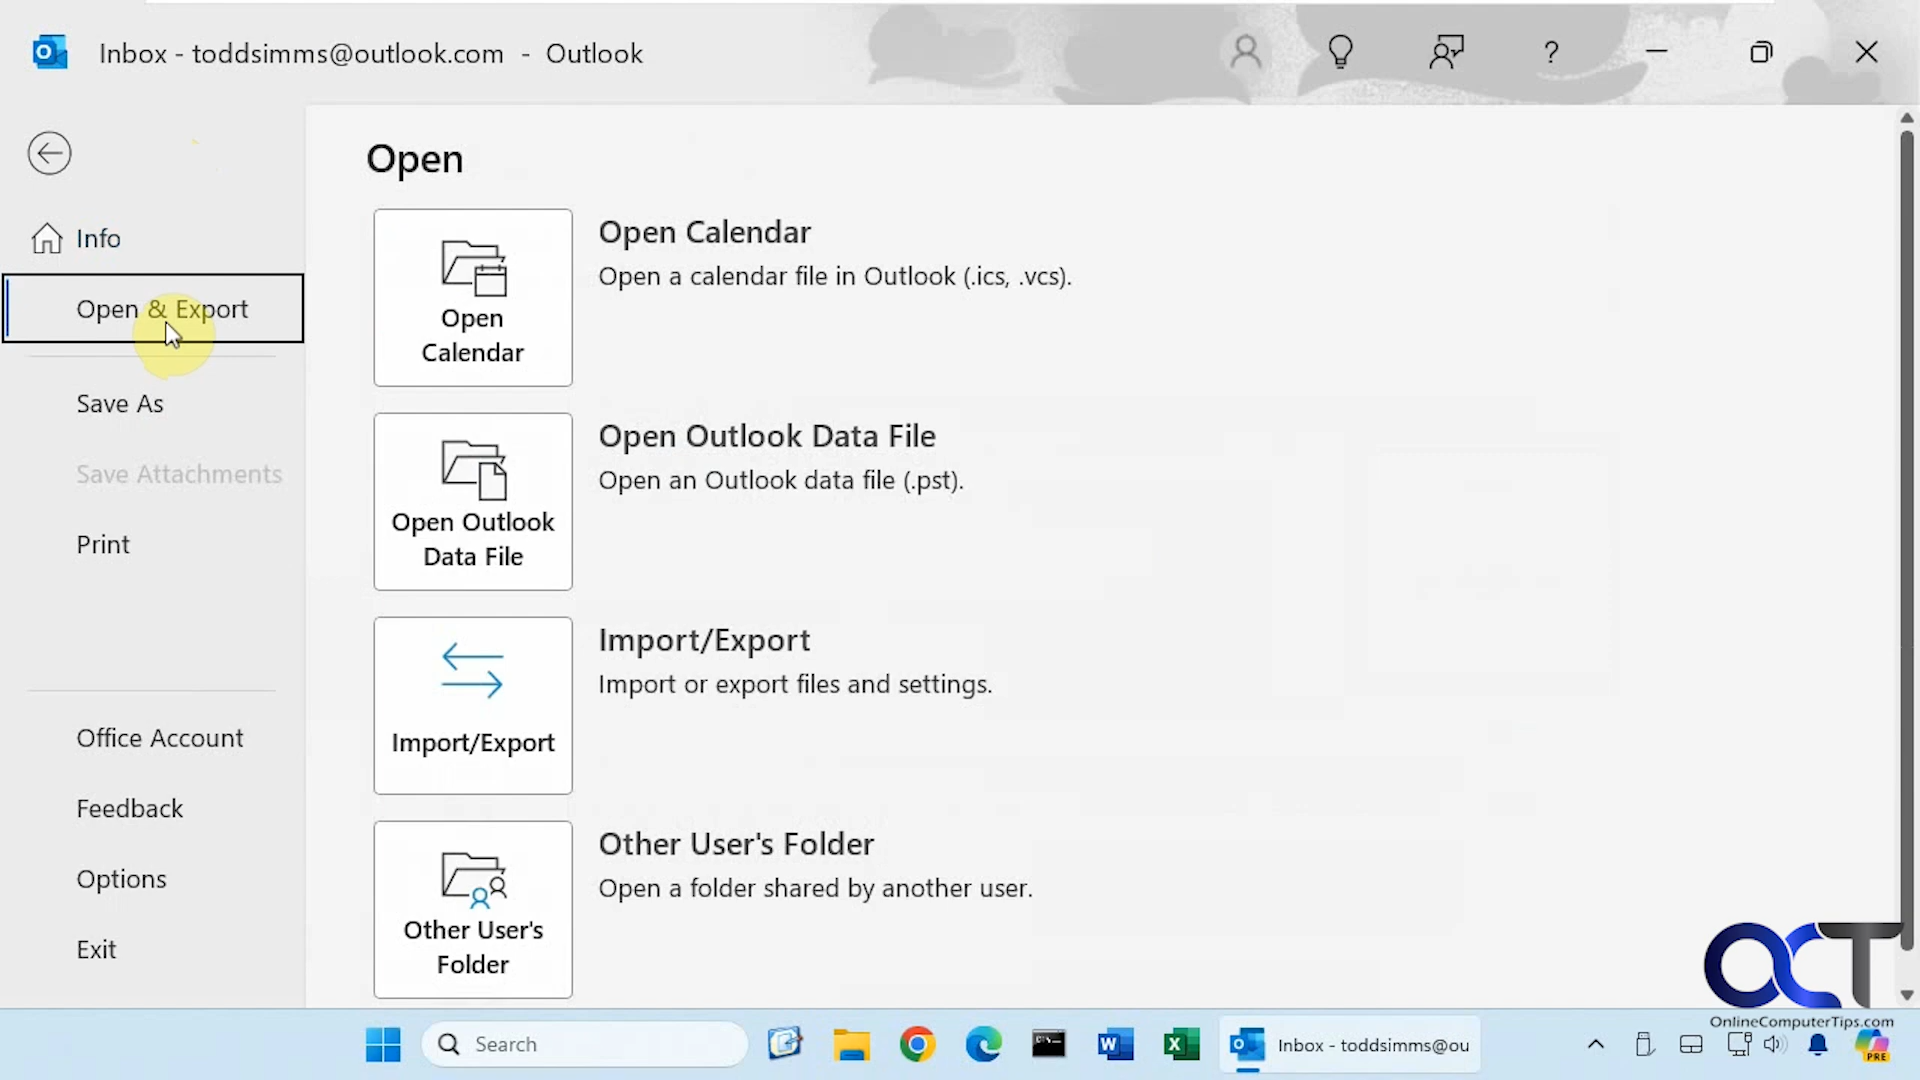 Inbox - toddsimms@outlook.com - Outlook
?
Info
Open & Export
Save As
Save Attachments
Print
Office Account
Feedback
Options
Exit
Open
Open
Calendar
Open Calendar
Open a calendar file in Outlook (.ics, .vcs).
Open Outlook
Data File
Open Outlook Data File
Open an Outlook data file (.pst).
Import/Export
Import/Export
Import or export files and settings.
Other User's
Folder
Other User's Folder
Open a folder shared by another user.
OCT
OnlineComputerTips.com
Search
Inbox - toddsimms@ou
PRE